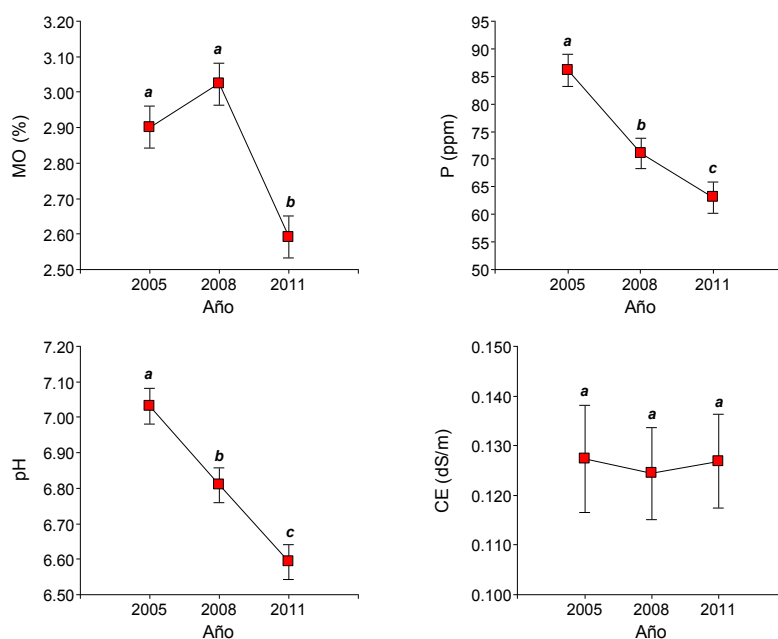 MO (%)
3.20
3.10
3.00
2.90
2.80
2.70
2.60
2.50
a
a
b
2005 2008 2011
Año
P (ppm)
95
90
85
80
75
70
65
60
55
50
a
b
c
2005 2008 2011
Año
pH
7.20
7.10
7.00
6.90
6.80
6.70
6.60
6.50
a
b
c
2005 2008 2011
Año
CE (dS/m)
0.150
0.140
0.130
0.120
0.110
0.100
a
a
a
2005 2008 2011
Año